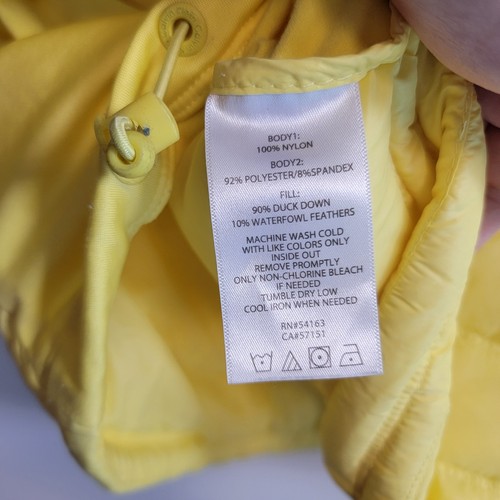 BODY1:
100% NYLON
BODY2:
92% POLYESTER/8%SPANDEX
FILL:
90% DUCK DOWN
10% WATERFOWL FEATHERS
MACHINE WASH COLD
WITH LIKE COLORS ONLY
INSIDE OUT
REMOVE PROMPTLY
ONLY NON-CHLORINE BLEACH
IF NEEDED
TUMBLE DRY LOW
COOL IRON WHEN NEEDED
RN#54163
CA#57151